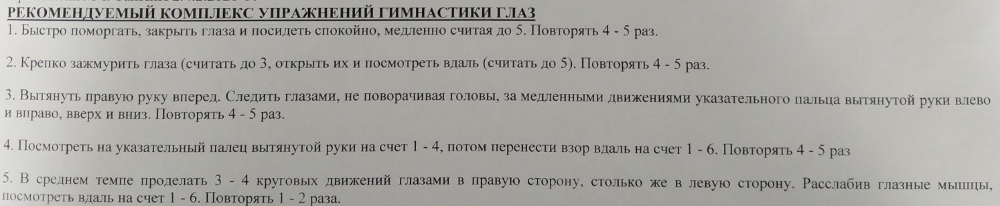 РЕКОМЕНДУЕМЫЙ КОМПЛЕКС УПРАЖНЕНИЙ ГИМНАСТИКИ ГЛАЗ
1. Быстро поморгать, закрыть глаза и посидеть спокойно, медленно считая до 5. Повторять 4 - 5 раз.
2. Крепко зажмурить глаза (считать до 3, открыть их и посмотреть вдаль (считать до 5). Повторять 4 - 5 раз.
3. Вытянуть правую руку вперед. Следить глазами, не поворачивая головы, за медленными движениями указательного пальца вытянутой руки влево
и вправо, вверх и вниз. Повторять 4 - 5 раз.
4. Посмотреть на указательный палец вытянутой руки на счет 1 - 4, потом перенести взор вдаль на счет 1 - 6. Повторять 4 - 5 раз
5. В среднем темпе проделать 3 - 4 круговых движений глазами в правую сторону, столько же в левую сторону. Расслабив глазные мышцы,
посмотреть вдаль на счет 1 - 6. Повторять 1 - 2 раза.